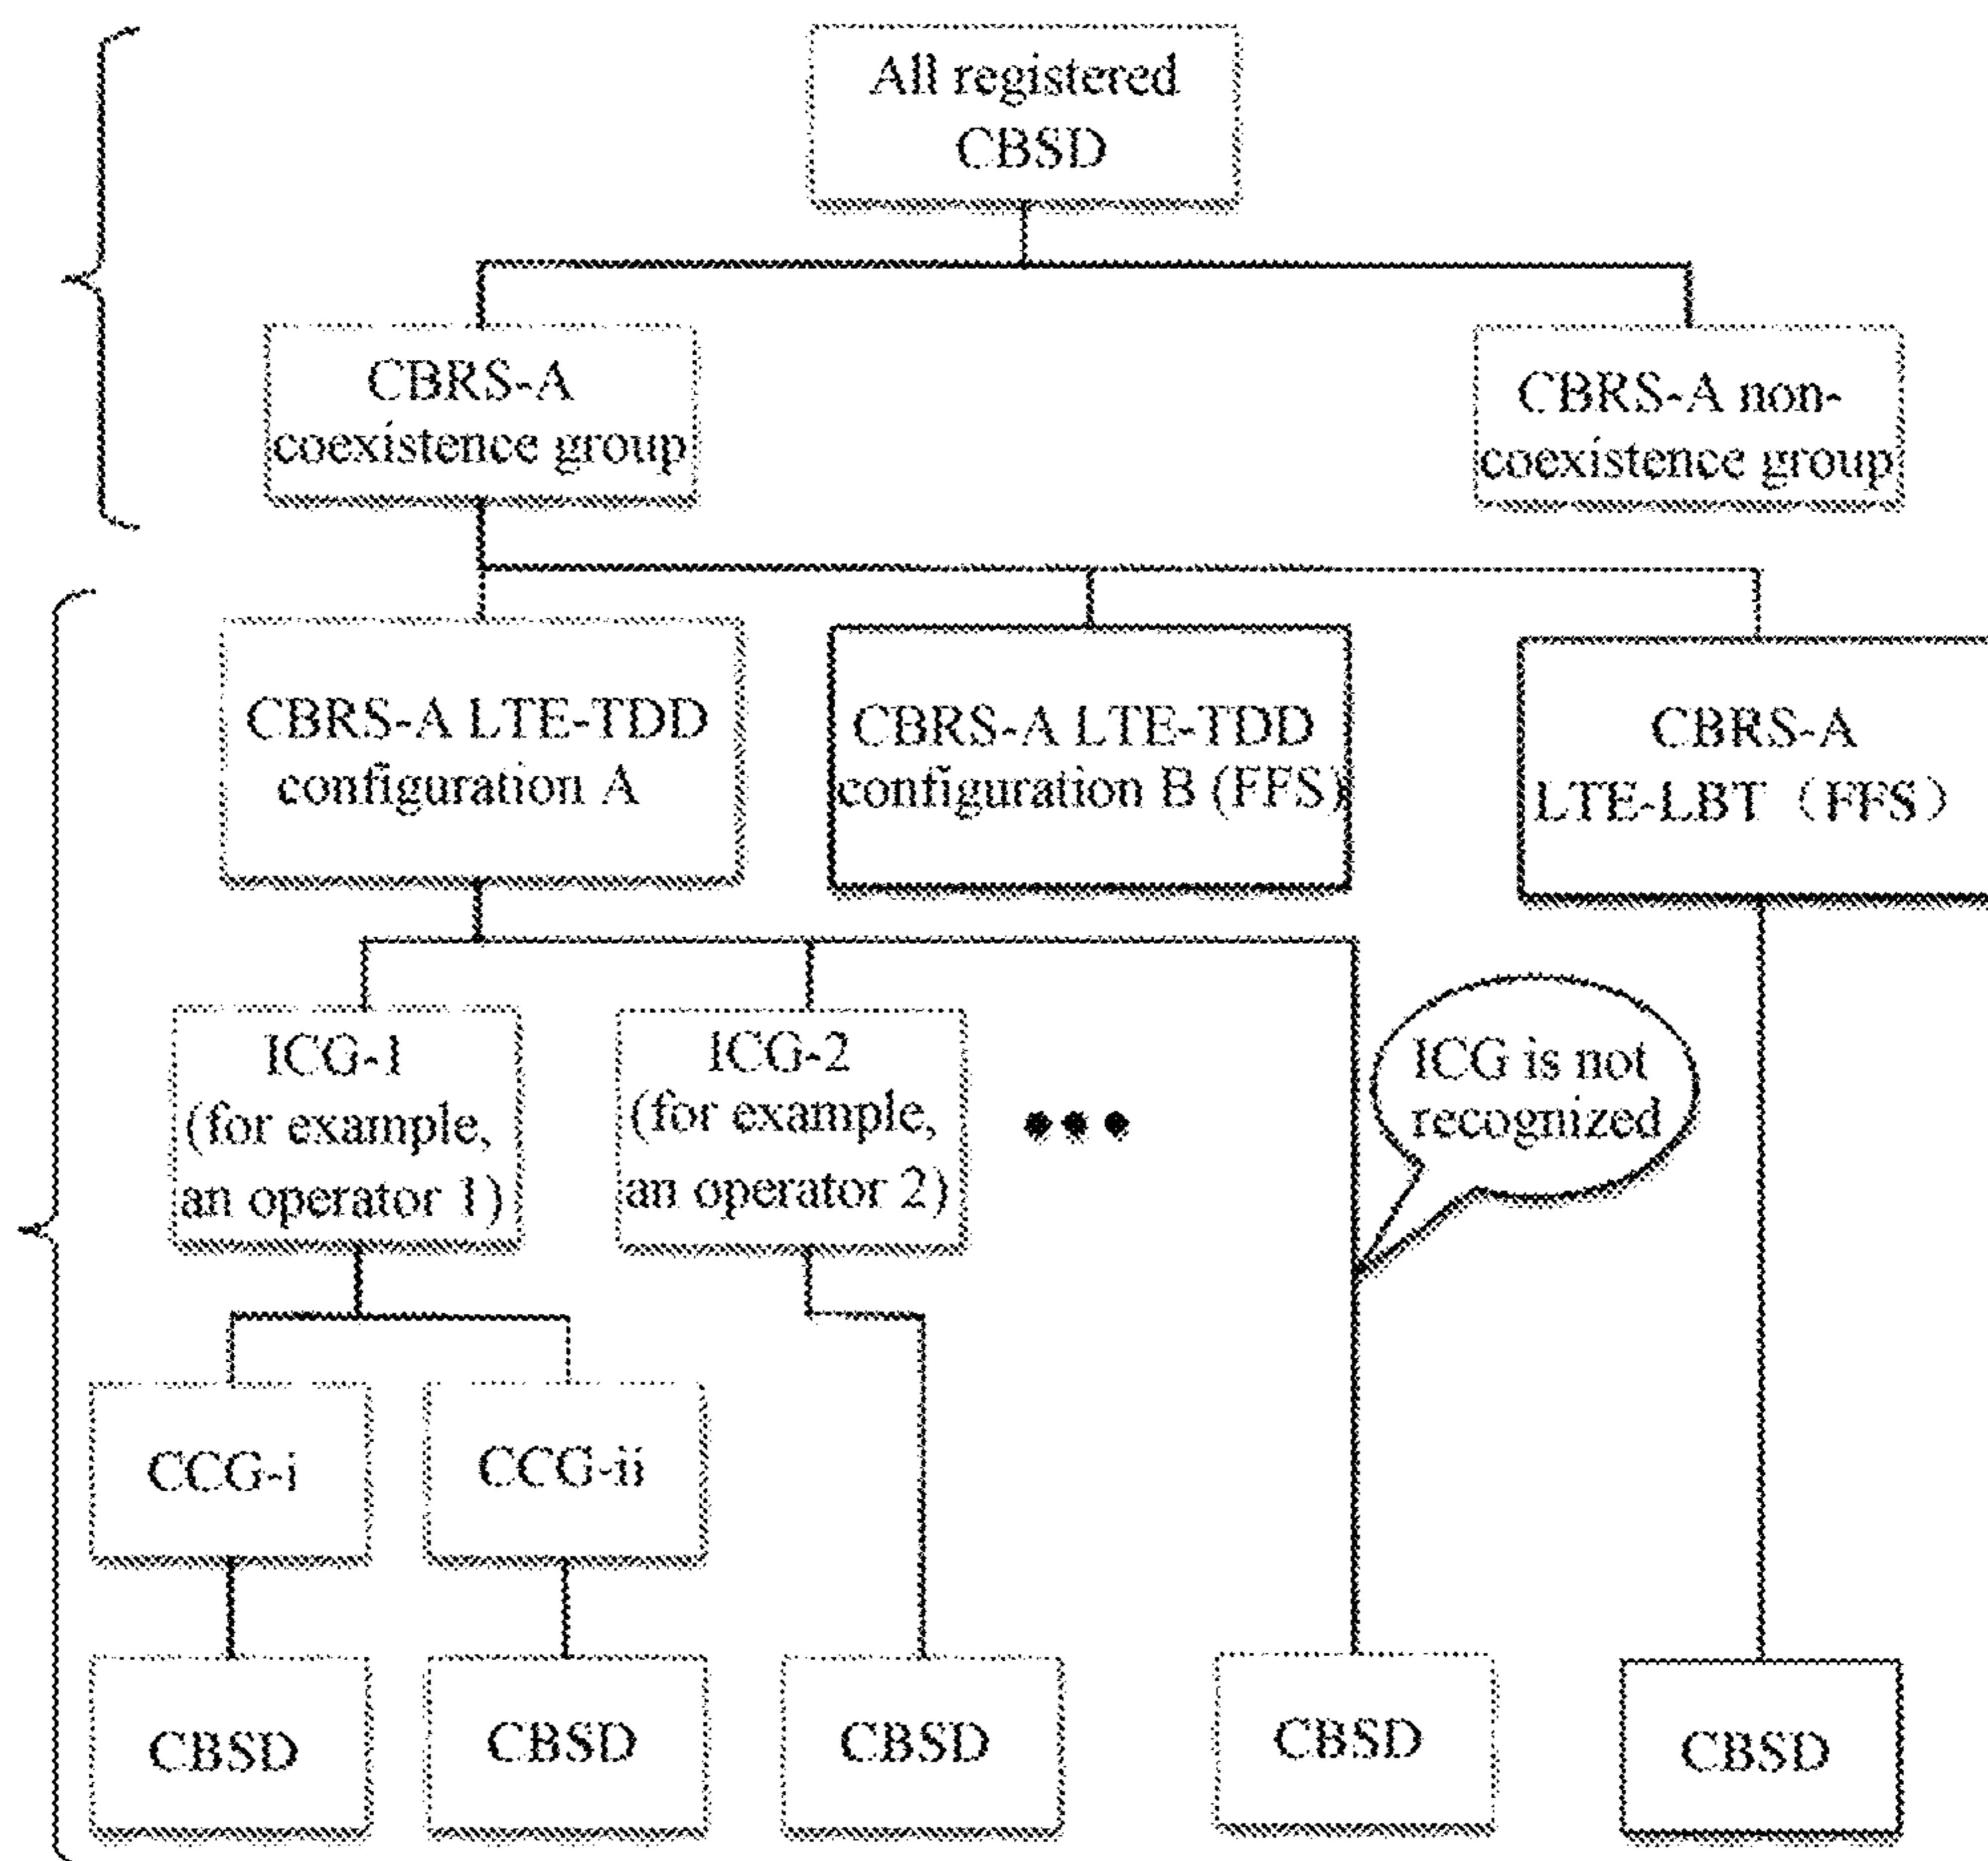 All registered
CBSD
CBRS-A
coexistence group
CBRS-A non-
coexistence group
CBRS-A LTE-TDD
configuration A
CBRS-A LTE-TDD
configuration B (FFS)
CBRS-A
LTE-LBT（FFS）
ICG-1
(for example,
an operator 1)
ICG-2
(for example,
an operator 2)
ICG is not
recognized
CCG-i
CCG-ii
CBSD
CBSD
CBSD
CBSD
CBSD